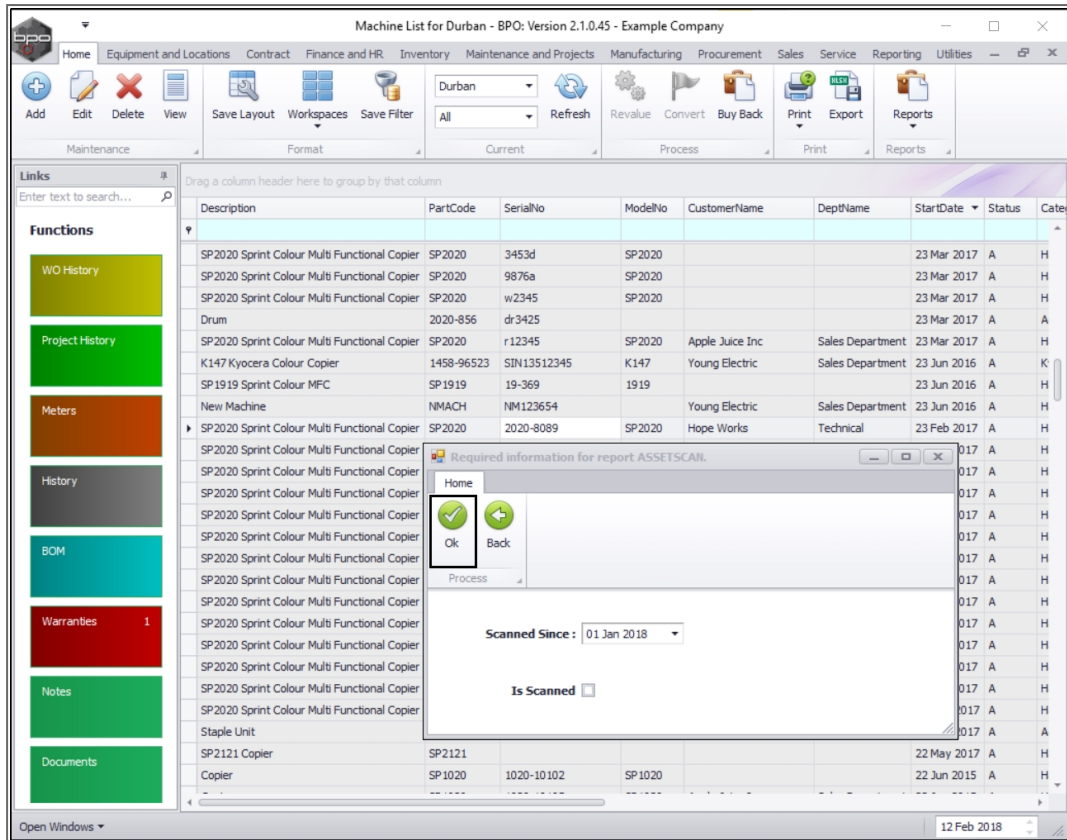 bpo
Machine List for Durban - BPO: Version 2.1.0.45 - Example Company
Home Equipment and Locations Contract Finance and HR Inventory Maintenance and Projects Manufacturing Procurement Sales Service Reporting Utilities
Add Edit Delete View Save Layout Workspaces Save Filter Durban All Refresh Revalue Convert Buy Back Print Export Reports
Maintenance Format Current Process Print Reports
Links
Enter text to search...
Functions
WO History
Project History
Meters
History
BOM
Warranties 1
Notes
Documents
Drag a column header here to group by that column
Description PartCode SerialNo ModelNo CustomerName DeptName StartDate Status Categ
SP2020 Sprint Colour Multi Functional Copier SP2020 3453d SP2020 23 Mar 2017 A H
SP2020 Sprint Colour Multi Functional Copier SP2020 9876a SP2020 23 Mar 2017 A H
SP2020 Sprint Colour Multi Functional Copier SP2020 w2345 SP2020 23 Mar 2017 A H
Drum 2020-856 dr3425 23 Mar 2017 A A
SP2020 Sprint Colour Multi Functional Copier SP2020 r12345 SP2020 Apple Juice Inc Sales Department 23 Mar 2017 A H
K147 Kyocera Colour Copier 1458-96523 SIN13512345 K147 Young Electric Sales Department 23 Jun 2016 A K
SP1919 Sprint Colour MFC SP1919 19-369 1919 23 Jun 2016 A H
New Machine NMACH NM123654 Young Electric Sales Department 23 Jun 2016 A H
SP2020 Sprint Colour Multi Functional Copier SP2020 2020-8089 SP2020 Hope Works Technical 23 Feb 2017 A H
SP2020 Sprint Colour Multi Functional Copier 017 A H
SP2020 Sprint Colour Multi Functional Copier 017 A H
SP2020 Sprint Colour Multi Functional Copier 017 A H
SP2020 Sprint Colour Multi Functional Copier 017 A H
SP2020 Sprint Colour Multi Functional Copier 017 A H
SP2020 Sprint Colour Multi Functional Copier 017 A H
SP2020 Sprint Colour Multi Functional Copier 017 A H
SP2020 Sprint Colour Multi Functional Copier 017 A H
SP2020 Sprint Colour Multi Functional Copier 017 A H
SP2020 Sprint Colour Multi Functional Copier 017 A H
SP2020 Sprint Colour Multi Functional Copier 017 A H
SP2020 Sprint Colour Multi Functional Copier 017 A H
SP2020 Sprint Colour Multi Functional Copier 2017 A H
Staple Unit 2017 A A
SP2121 Copier SP2121 22 May 2017 A H
Copier SP1020 1020-10102 SP1020 22 Jun 2015 A H
Required information for report ASSETSCAN.
Home
Ok Back
Process
Scanned Since : 01 Jan 2018
Is Scanned
Open Windows 12 Feb 2018